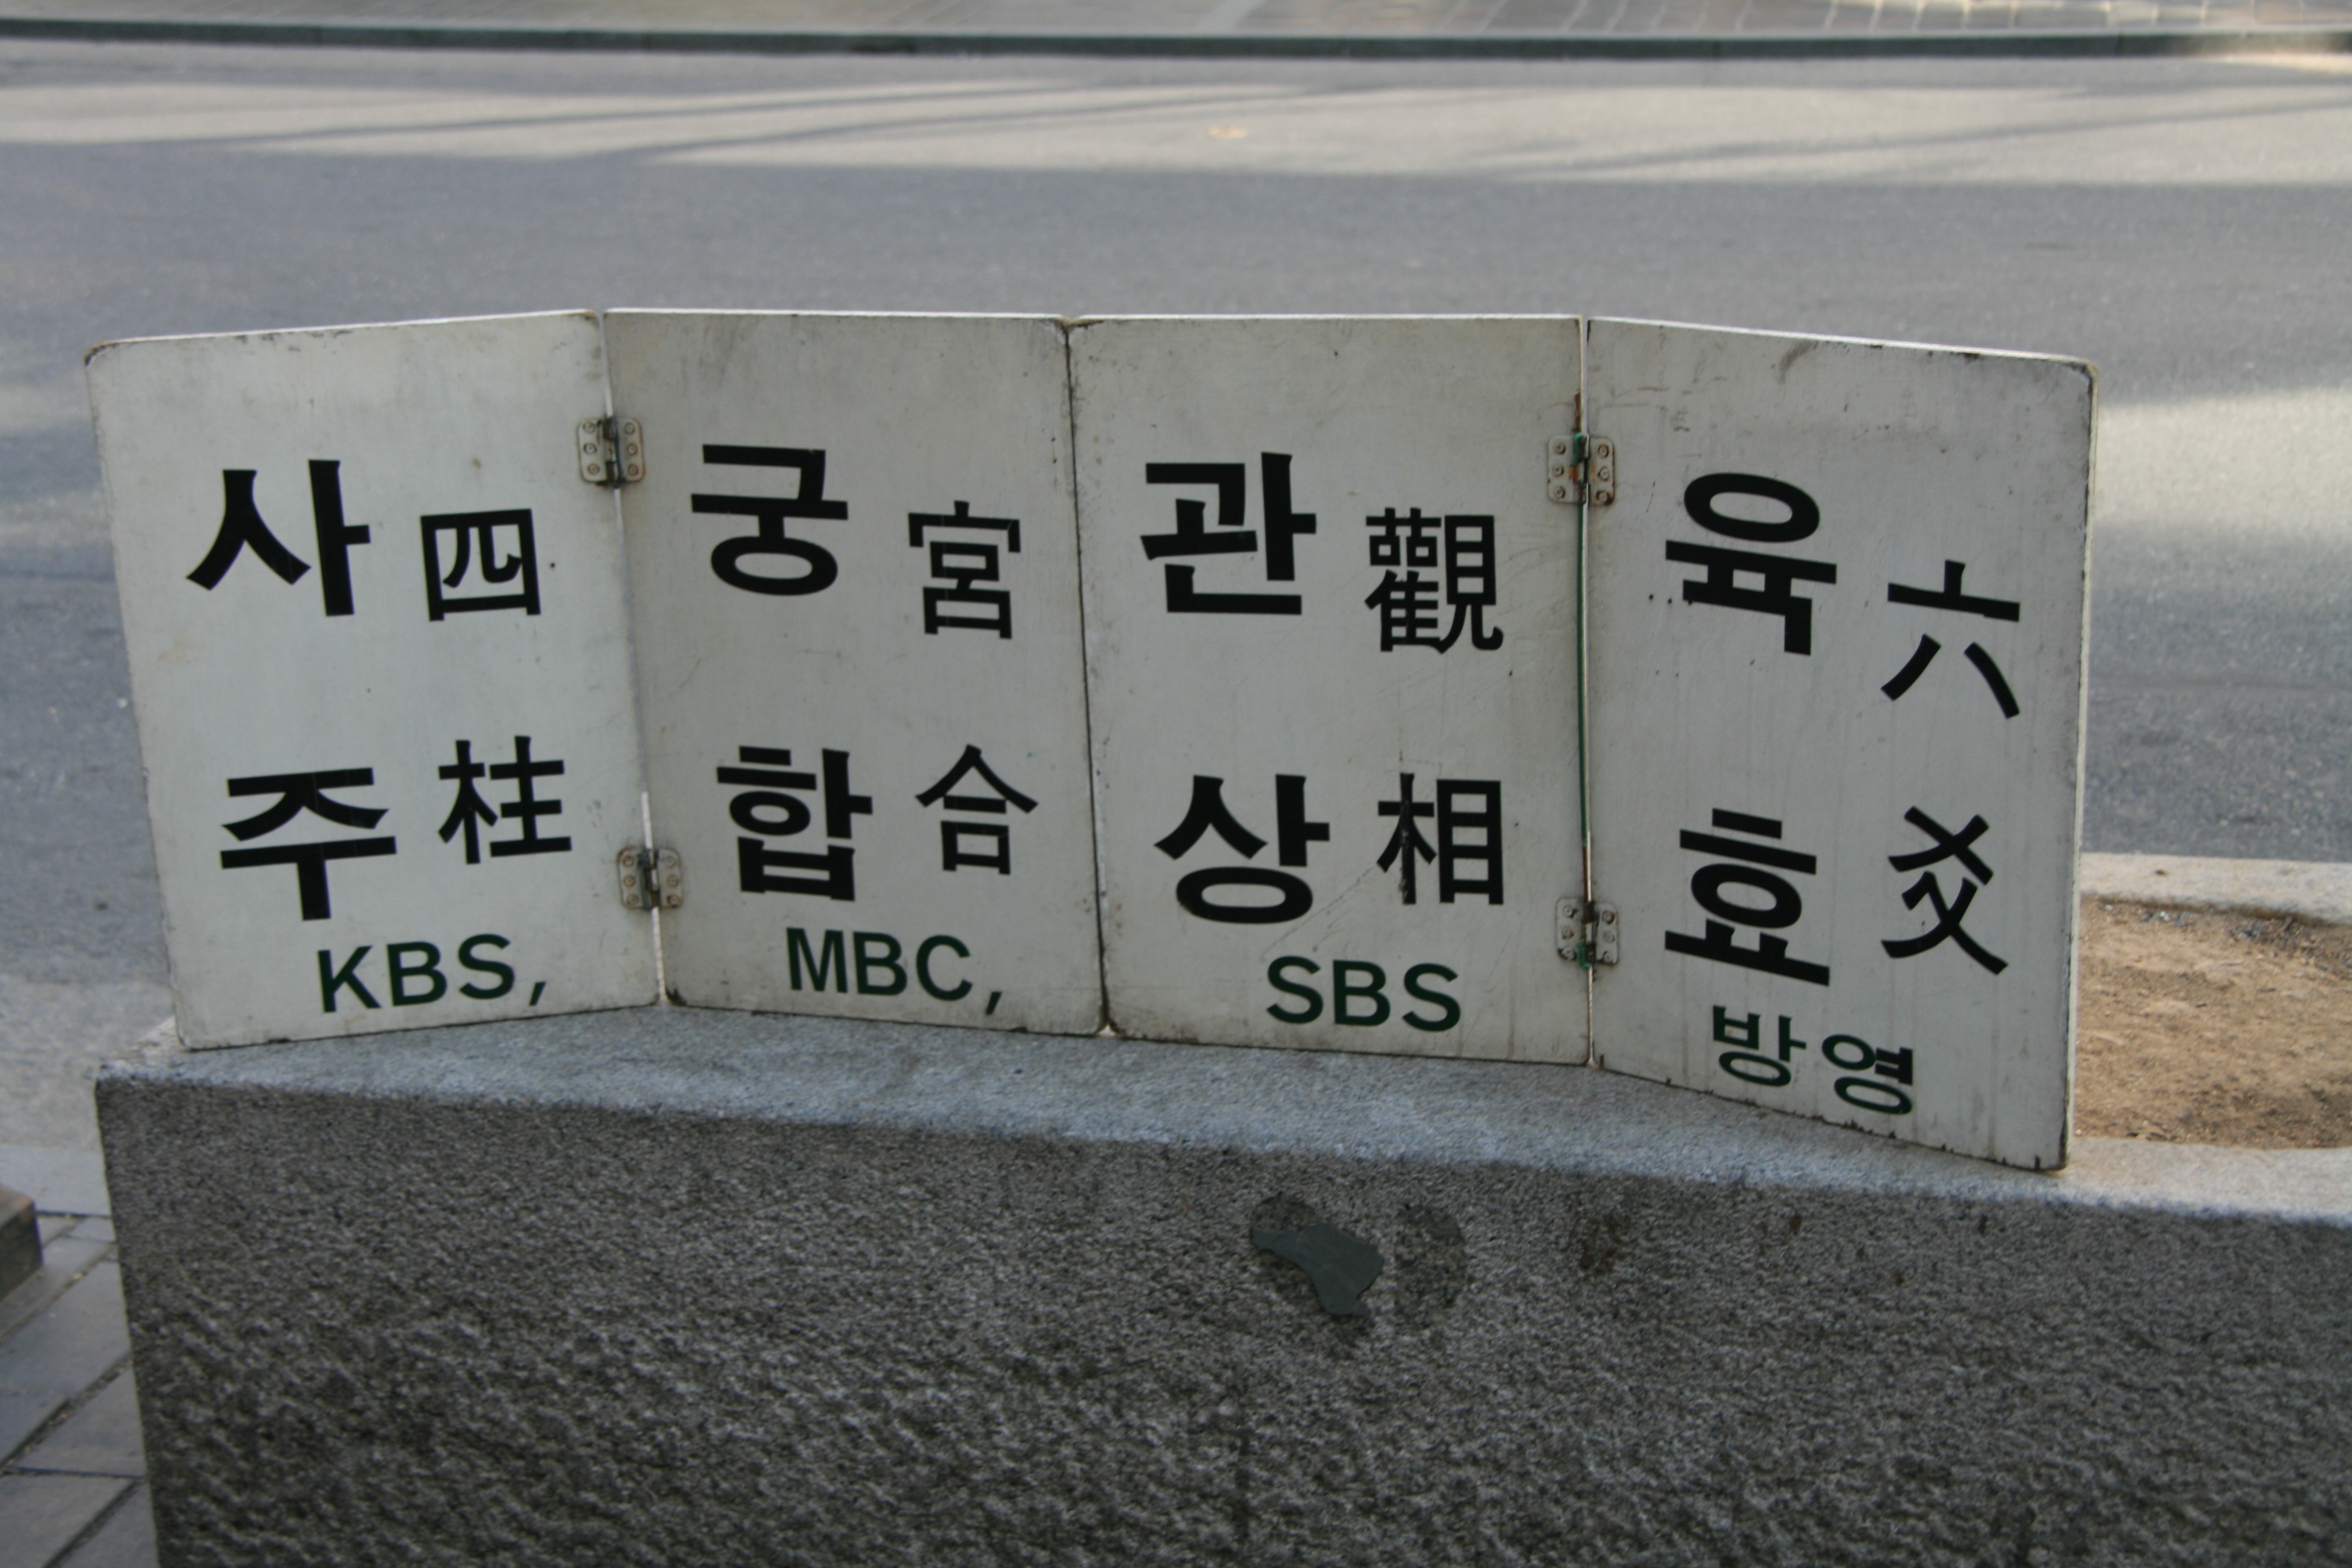 사주 四柱
궁합 宮合
관상 觀相
육효 六爻
KBS, MBC, SBS 방영